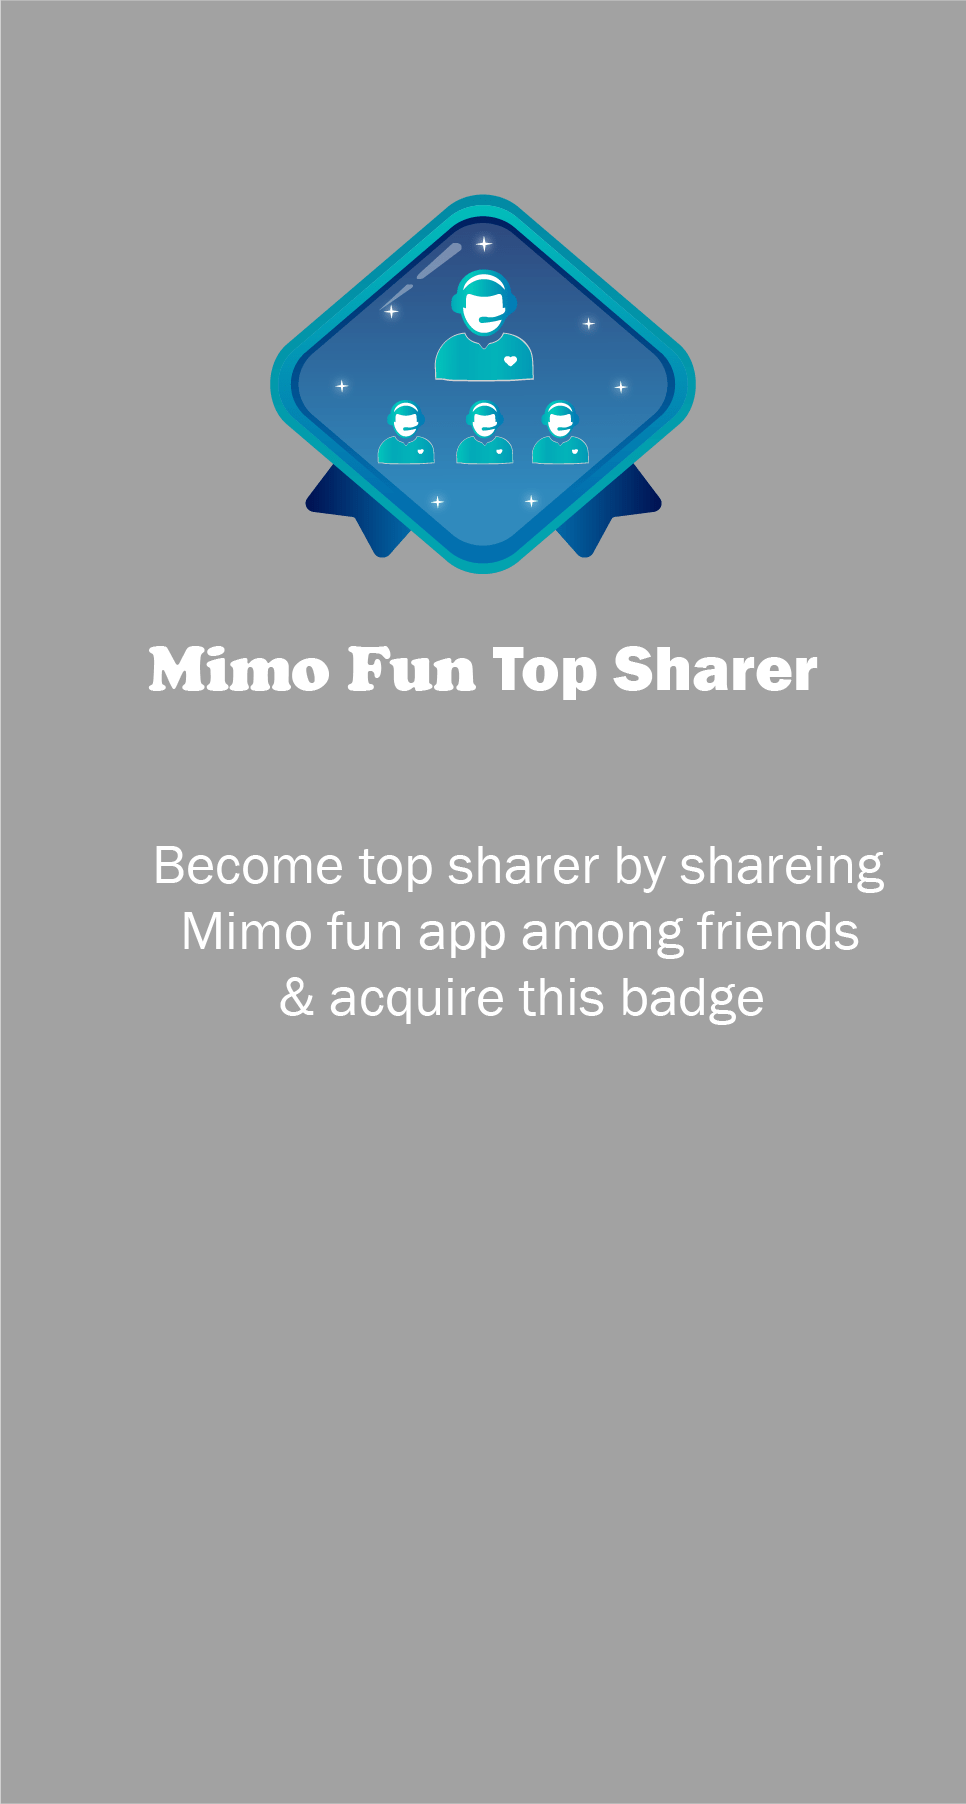 Mimo Fun Top Sharer
Become top sharer by shareing
Mimo fun app among friends
& acquire this badge